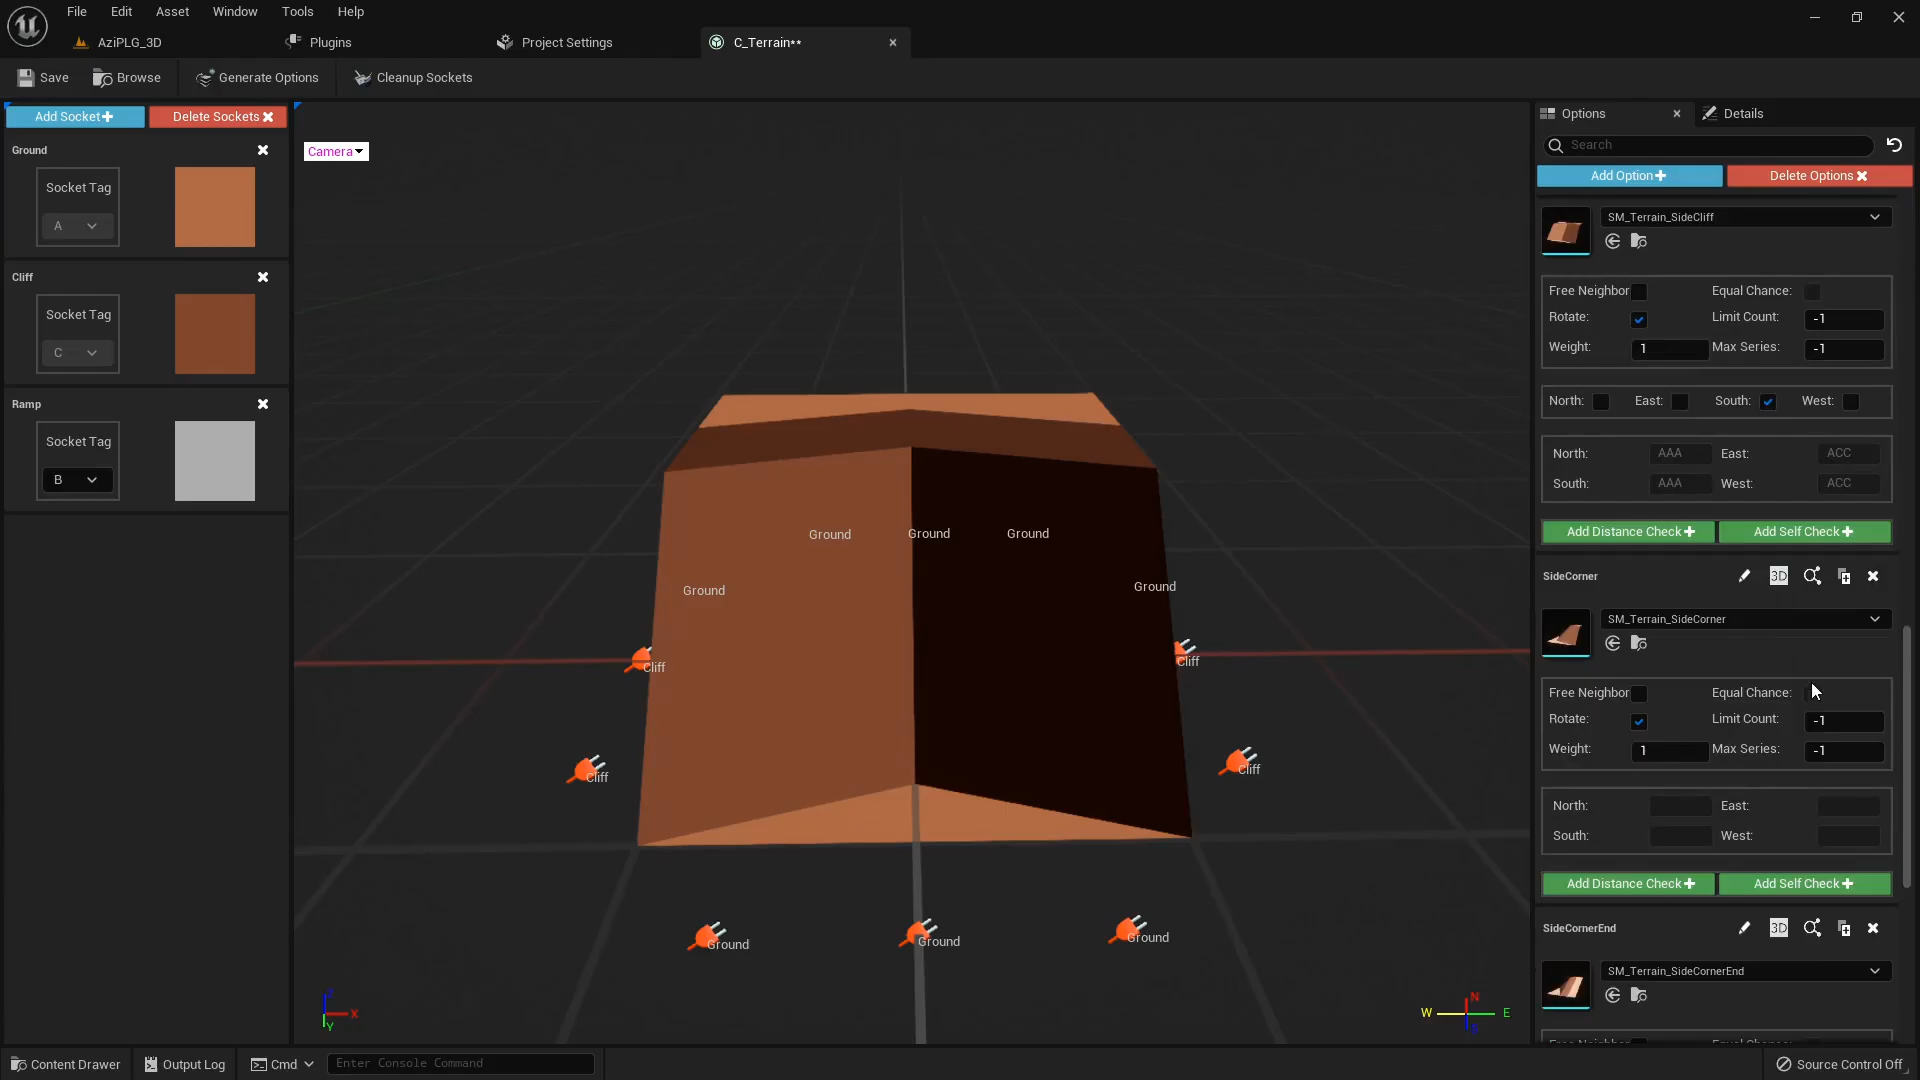 File Edit Asset Window Tools Help
AziPLG_3D Plugins Project Settings C_Terrain**
Save Browse Generate Options Cleanup Sockets
Add Socket Delete Sockets
Ground
Socket Tag
A
Cliff
Socket Tag
C
Ramp
Socket Tag
B
Camera
Ground Ground Ground
Ground Ground
Cliff Cliff
Cliff Cliff
Ground Ground Ground
X
Y
N
W E
Options Details
Search
Add Option Delete Options
SM_Terrain_SideCliff
Free Neighbor Equal Chance:
Rotate: Limit Count: -1
Weight: 1 Max Series: -1
North: East: South: West:
North: AAA East: ACC
South: AAA West: ACC
Add Distance Check Add Self Check
SideCorner 3D
SM_Terrain_SideCorner
Free Neighbor Equal Chance:
Rotate: Limit Count: -1
Weight: 1 Max Series: -1
North: East:
South: West:
Add Distance Check Add Self Check
SideCornerEnd 3D
SM_Terrain_SideCornerEnd
Free Neighbor Equal Chance:
Content Drawer Output Log Cmd Enter Console Command Source Control Off